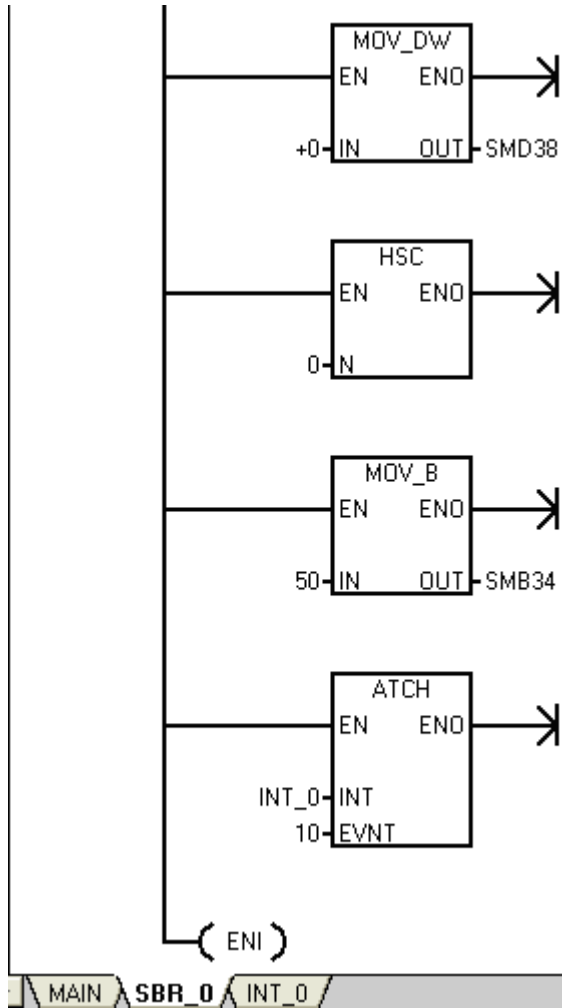 MOV_DW
EN ENO
+0 IN OUT SMD38
HSC
EN ENO
0 N
MOV_B
EN ENO
50 IN OUT SMB34
ATCH
EN ENO
INT_0 INT
10 EVNT
ENI
MAIN SBR_0 INT_0